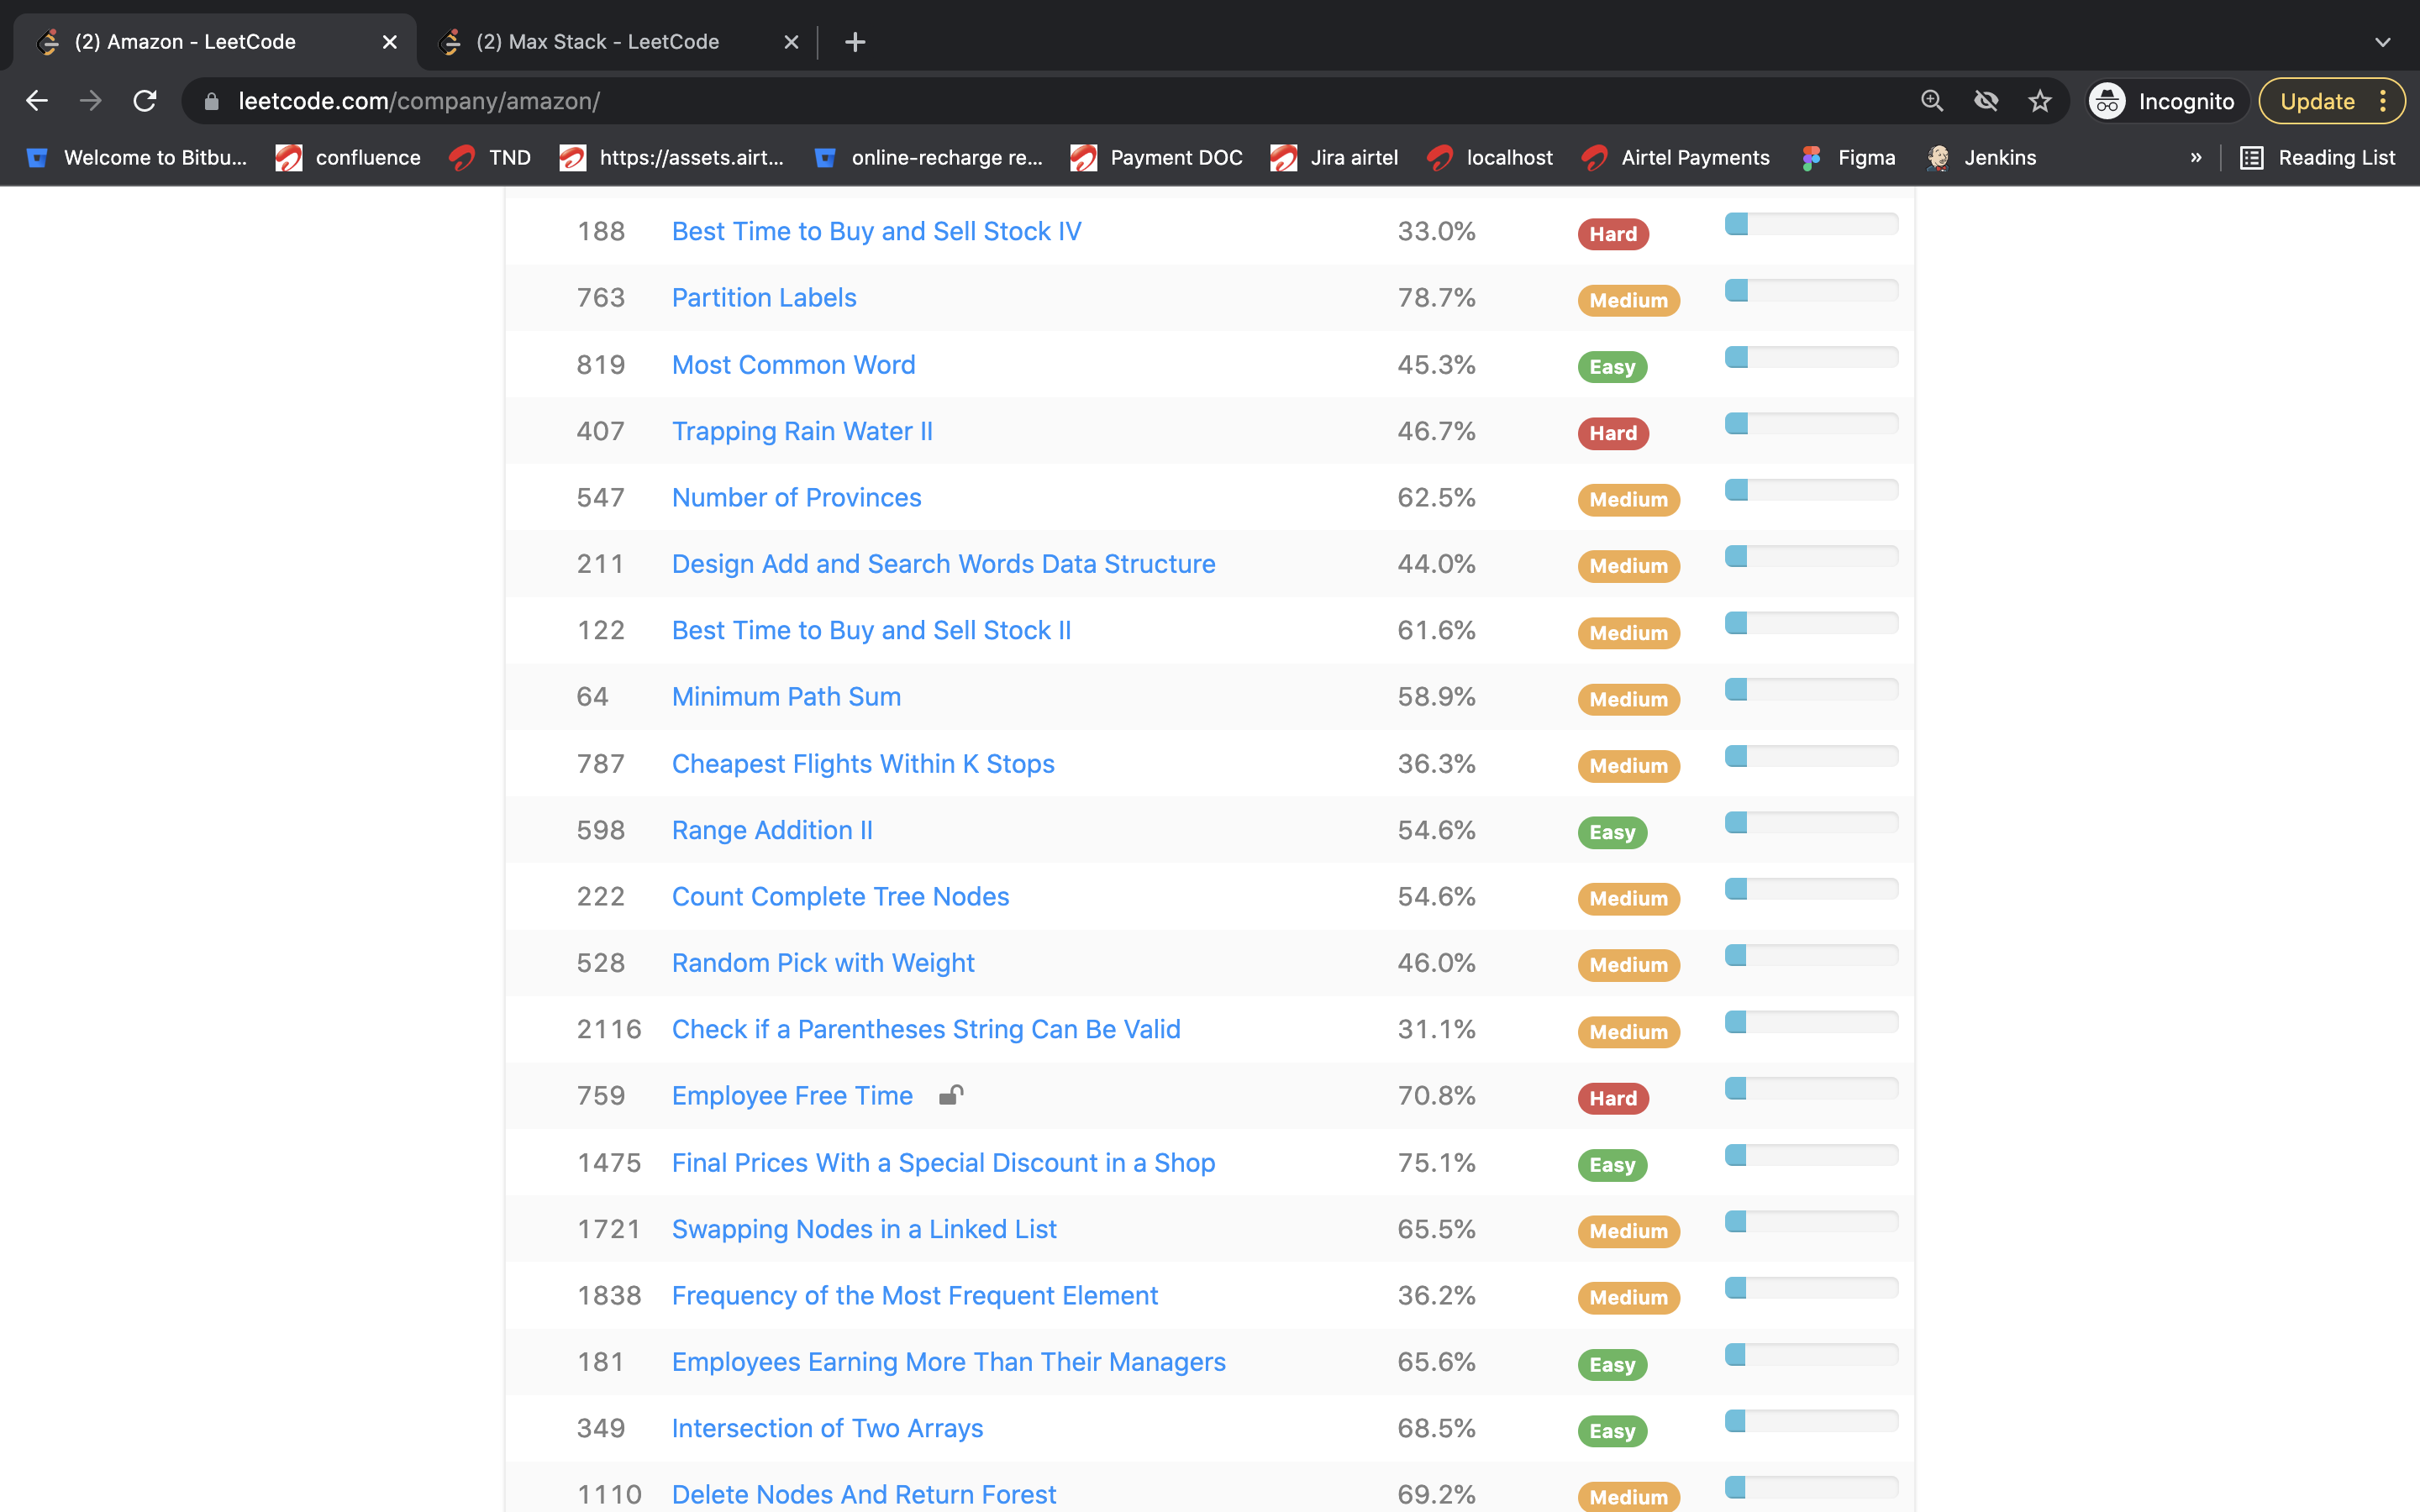 (2) Amazon - LeetCode
(2) Max Stack - LeetCode
leetcode.com/company/amazon/
Incognito
Update
Welcome to Bitbu...
confluence
TND
https://assets.airt...
online-recharge re...
Payment DOC
Jira airtel
localhost
Airtel Payments
Figma
Jenkins
»
Reading List
188 Best Time to Buy and Sell Stock IV 33.0% Hard
763 Partition Labels 78.7% Medium
819 Most Common Word 45.3% Easy
407 Trapping Rain Water II 46.7% Hard
547 Number of Provinces 62.5% Medium
211 Design Add and Search Words Data Structure 44.0% Medium
122 Best Time to Buy and Sell Stock II 61.6% Medium
64 Minimum Path Sum 58.9% Medium
787 Cheapest Flights Within K Stops 36.3% Medium
598 Range Addition II 54.6% Easy
222 Count Complete Tree Nodes 54.6% Medium
528 Random Pick with Weight 46.0% Medium
2116 Check if a Parentheses String Can Be Valid 31.1% Medium
759 Employee Free Time 70.8% Hard
1475 Final Prices With a Special Discount in a Shop 75.1% Easy
1721 Swapping Nodes in a Linked List 65.5% Medium
1838 Frequency of the Most Frequent Element 36.2% Medium
181 Employees Earning More Than Their Managers 65.6% Easy
349 Intersection of Two Arrays 68.5% Easy
1110 Delete Nodes And Return Forest 69.2% Medium